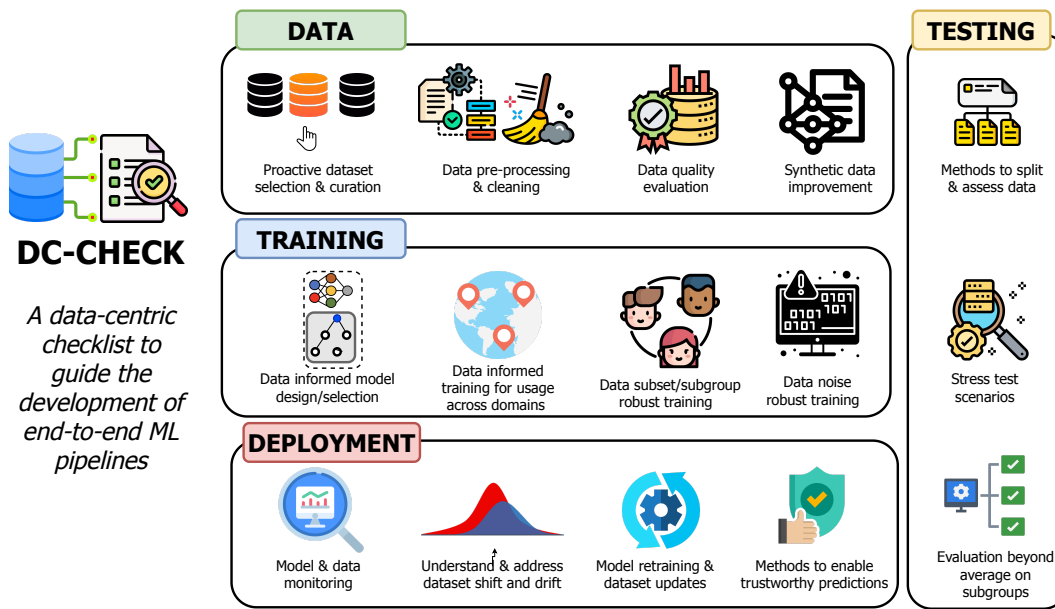 DC-CHECK
A data-centric
checklist to
guide the
development of
end-to-end ML
pipelines
DATA
Proactive dataset
selection & curation
Data pre-processing
& cleaning
Data quality
evaluation
Synthetic data
improvement
TRAINING
Data informed model
design/selection
Data informed
training for usage
across domains
Data subset/subgroup
robust training
0101
0101
101
0101
Data noise
robust training
DEPLOYMENT
Model & data
monitoring
Understand & address
dataset shift and drift
Model retraining &
dataset updates
Methods to enable
trustworthy predictions
TESTING
Methods to split
& assess data
Stress test
scenarios
Evaluation beyond
average on
subgroups